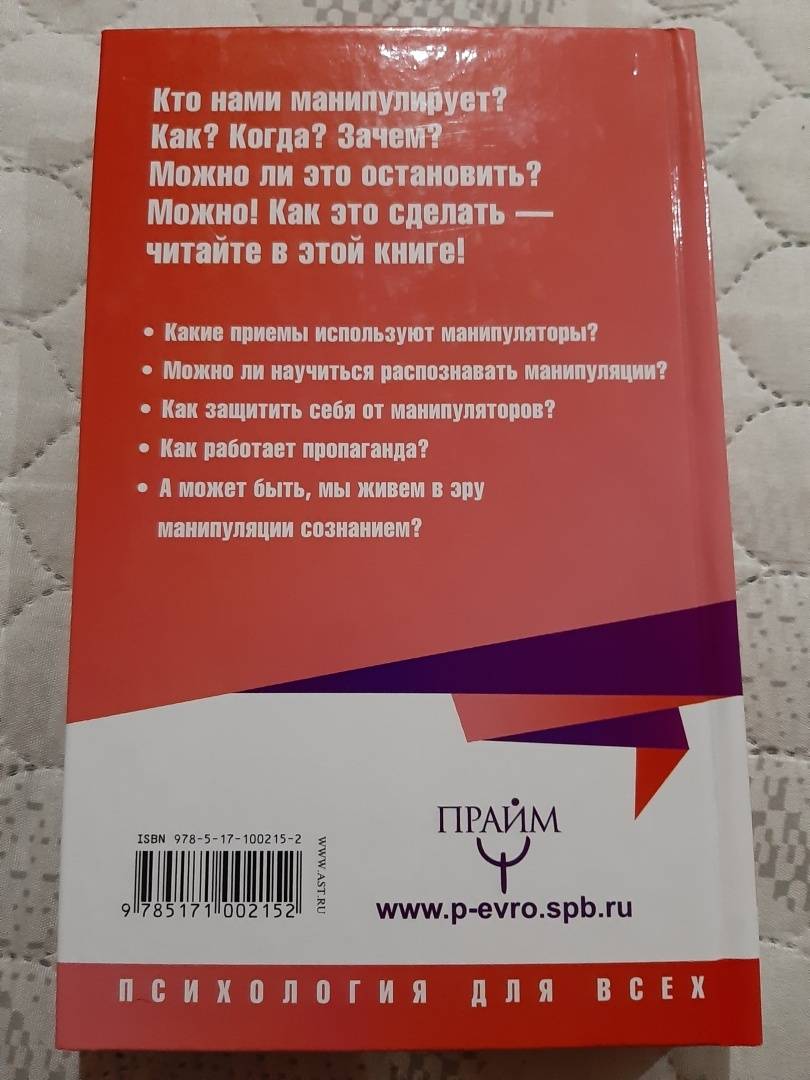 Кто нами манипулирует?
Как? Когда? Зачем?
Можно ли это остановить?
Можно! Как это сделать —
читайте в этой книге!
• Какие приемы используют манипуляторы?
• Можно ли научиться распознавать манипуляции?
• Как защитить себя от манипуляторов?
• Как работает пропаганда?
• А может быть, мы живем в эру
манипуляции сознанием?
ISBN 978-5-17-100215-2
9 785171 002152
WWW.AST.RU
ПРАЙМ
www.p-evro.spb.ru
ПСИХОЛОГИЯ ДЛЯ ВСЕХ